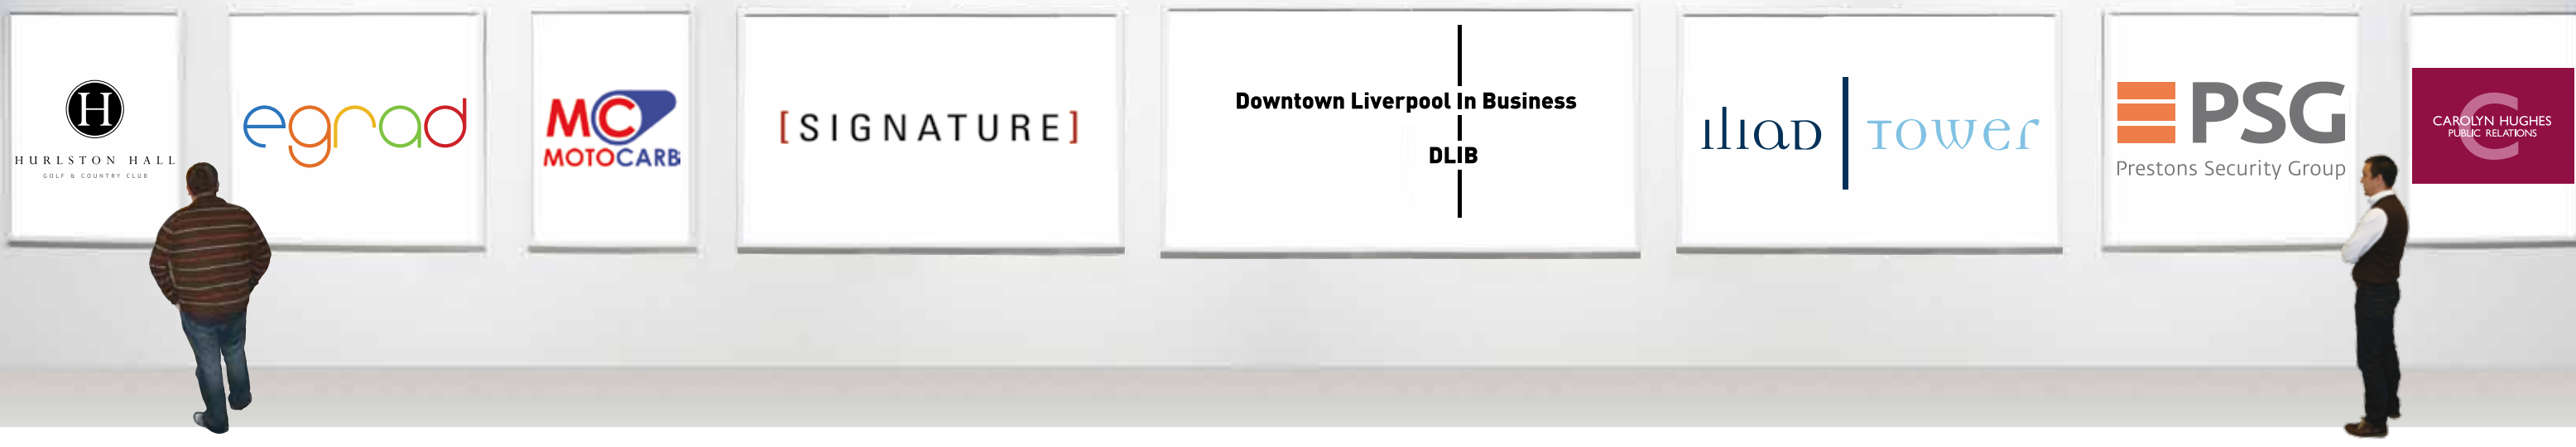 H
HURLSTON HALL
GOLF & COUNTRY CLUB
egrad
MC
MOTOCARB
[SIGNATURE]
Downtown Liverpool In Business
DLIB
ILIAD TOWER
PSG
Prestons Security Group
C
CAROLYN HUGHES
PUBLIC RELATIONS